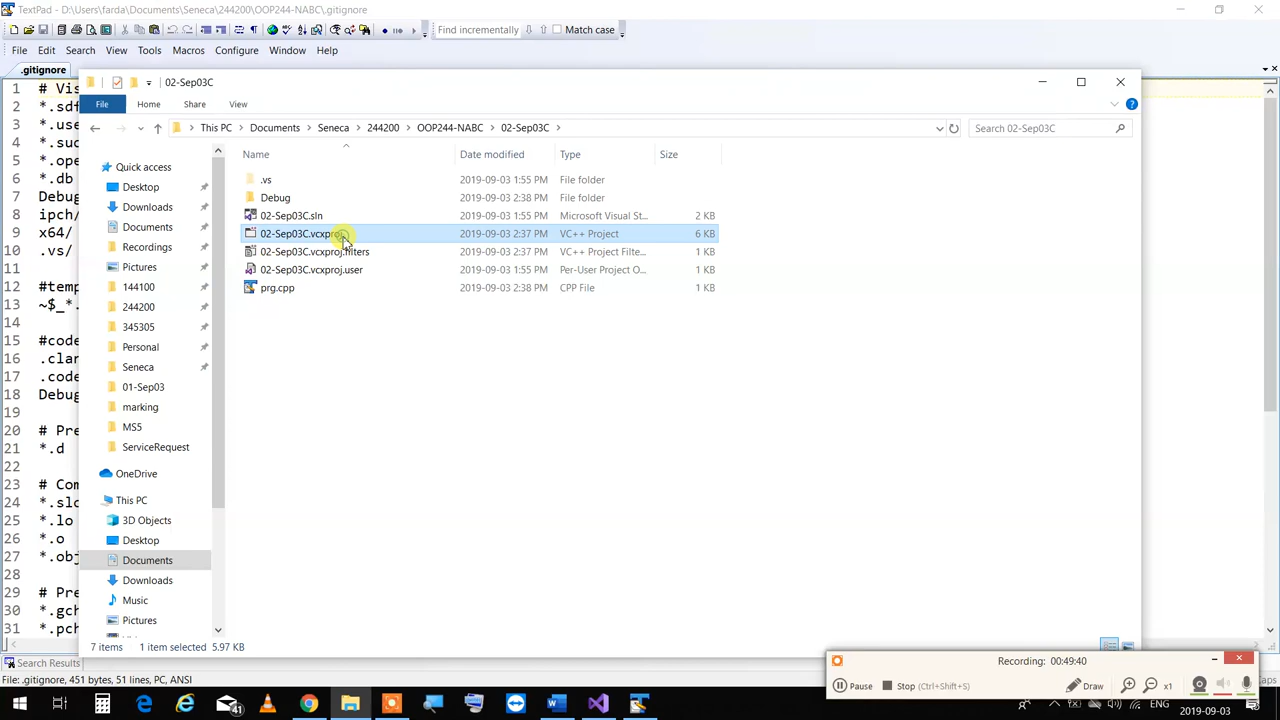 TextPad - D:\Users\farda\Documents\Seneca\244200\OOP244-NABC\.gitignore
Find incrementally
Match case
File Edit Search View Tools Macros Configure Window Help
.gitignore
02-Sep03C
File Home Share View
This PC Documents Seneca 244200 OOP244-NABC 02-Sep03C
Search 02-Sep03C
Name Date modified Type Size
.vs 2019-09-03 1:55 PM File folder
Debug 2019-09-03 2:38 PM File folder
02-Sep03C.sln 2019-09-03 1:55 PM Microsoft Visual St... 2 KB
02-Sep03C.vcxproj 2019-09-03 2:37 PM VC++ Project 6 KB
02-Sep03C.vcxproj.filters 2019-09-03 2:37 PM VC++ Project Filte... 1 KB
02-Sep03C.vcxproj.user 2019-09-03 1:55 PM Per-User Project O... 1 KB
prg.cpp 2019-09-03 2:38 PM CPP File 1 KB
Quick access
Desktop
Downloads
Documents
Recordings
Pictures
144100
244200
345305
Personal
Seneca
01-Sep03
marking
MS5
ServiceRequest
OneDrive
This PC
3D Objects
Desktop
Documents
Downloads
Music
Pictures
7 items 1 item selected 5.97 KB
1 # Vis
2 *.sdf
3 *.use
4 *.suo
5 *.ope
6 *.db
7 Debug
8 ipch/
9 x64/
10 .vs/
11
12 #temp
13 ~$_*.
14
15 #code
16 .clan
17 .code
18 Debug
19
20 # Pre
21 *.d
22
23 # Com
24 *.slo
25 *.lo
26 *.o
27 *.obj
28
29 # Pre
30 *.gch
31 *.pch
Search Results
.gitignore, 451 bytes, 51 lines, PC, ANSI
Recording: 00:49:40
Pause Stop (Ctrl+Shift+S) Draw x1
41
ENG
2019-09-03